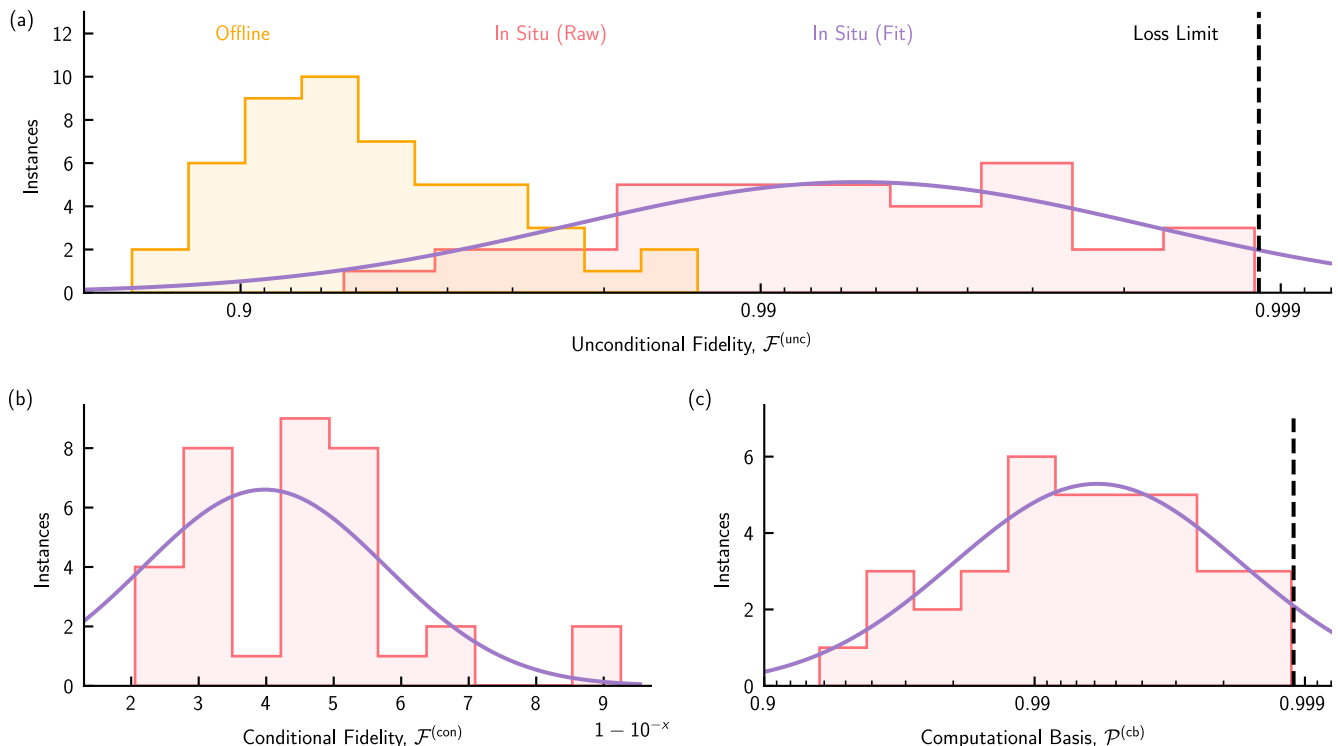 (a)
Offline
In Situ (Raw)
In Situ (Fit)
Loss Limit
12
10
8
6
4
2
0
Instances
0.9
0.99
0.999
Unconditional Fidelity, ℱ^(unc)
(b)
8
6
4
2
0
Instances
2 3 4 5 6 7 8 9
1 − 10^−x
Conditional Fidelity, ℱ^(con)
(c)
6
4
2
0
Instances
0.9
0.99
0.999
Computational Basis, 𝒫^(cb)